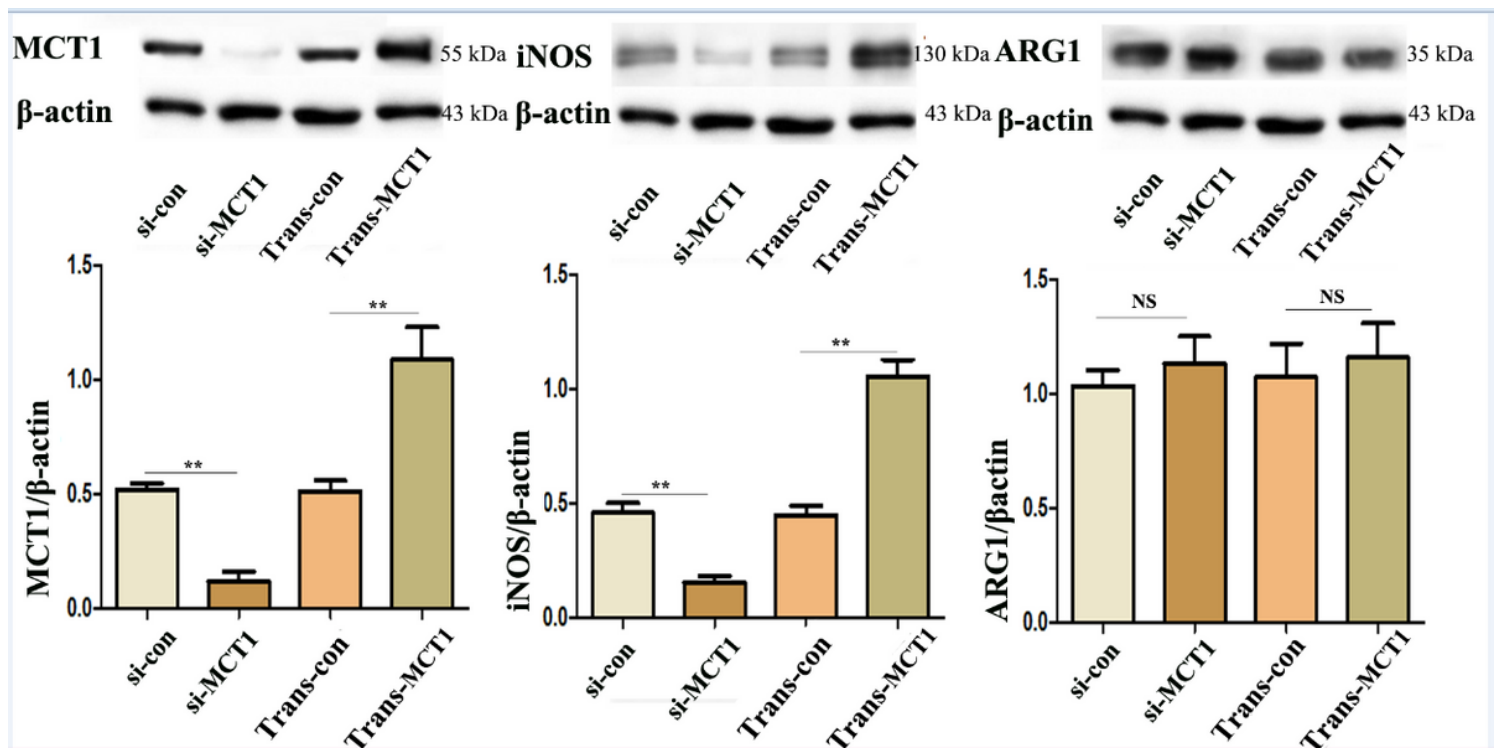 MCT1
55 kDa
β-actin
43 kDa
si-con
si-MCT1
Trans-con
Trans-MCT1
iNOS
130 kDa
β-actin
43 kDa
si-con
si-MCT1
Trans-con
Trans-MCT1
ARG1
35 kDa
β-actin
43 kDa
si-con
si-MCT1
Trans-con
Trans-MCT1
MCT1/β-actin
1.5
1.0
0.5
0.0
**
**
si-con
si-MCT1
Trans-con
Trans-MCT1
iNOS/β-actin
1.5
1.0
0.5
0.0
**
**
si-con
si-MCT1
Trans-con
Trans-MCT1
ARG1/βactin
1.5
1.0
0.5
0.0
NS
NS
si-con
si-MCT1
Trans-con
Trans-MCT1